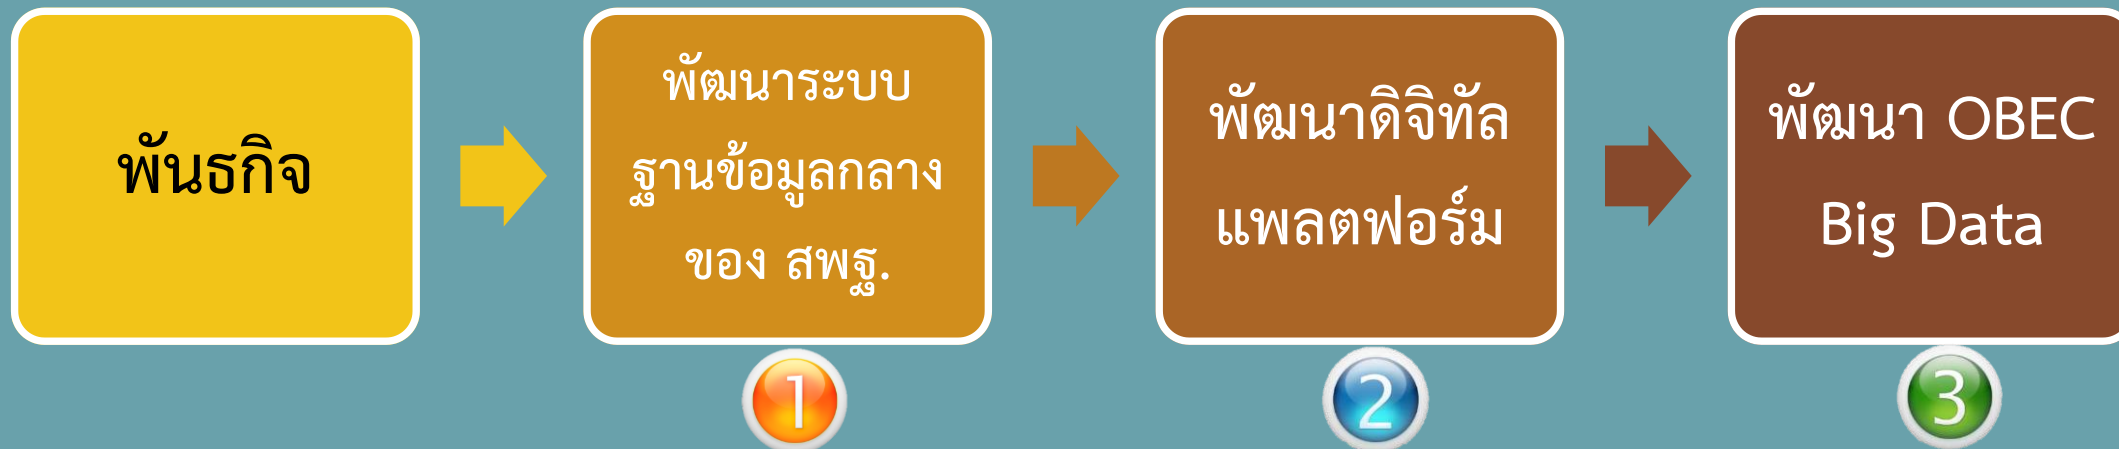 พันธกิจ
พัฒนาระบบ
ฐานข้อมูลกลาง
ของ สพฐ.
พัฒนาดิจิทัล
แพลตฟอร์ม
พัฒนา OBEC
Big Data
1
2
3